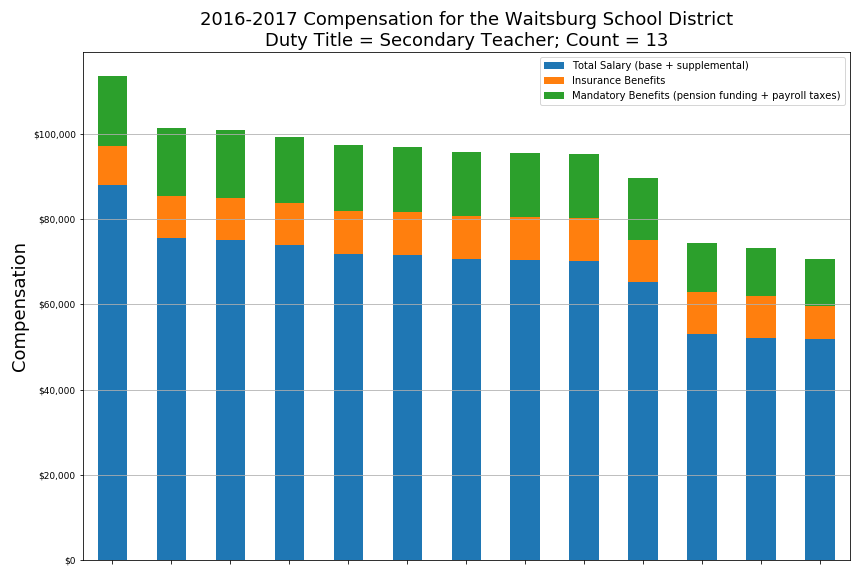 2016-2017 Compensation for the Waitsburg School District
Duty Title = Secondary Teacher; Count = 13
Total Salary (base + supplemental)
Insurance Benefits
Mandatory Benefits (pension funding + payroll taxes)
Compensation
$100,000
$80,000
$60,000
$40,000
$20,000
$0